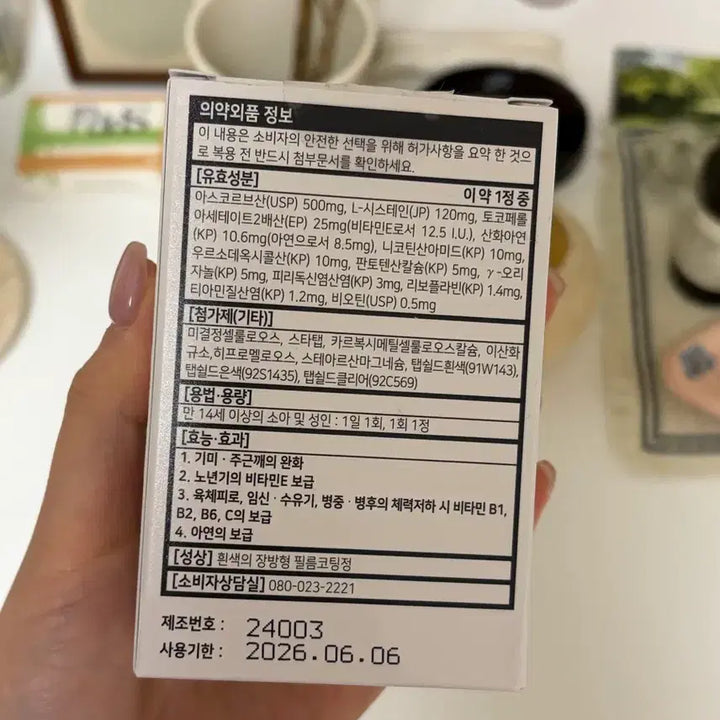 의약외품 정보
이 내용은 소비자의 안전한 선택을 위해 허가사항을 요약 한 것으
로 복용 전 반드시 첨부문서를 확인하세요.
[유효성분] 이 약 1정 중
아스코르브산(USP) 500mg, L-시스테인(JP) 120mg, 토코페롤
아세테이트2배산(EP) 25mg(비타민E로서 12.5 I.U.), 산화아연
(KP) 10.6mg(아연으로서 8.5mg), 니코틴산아미드(KP) 10mg,
우르소데옥시콜산(KP) 10mg, 판토텐산칼슘(KP) 5mg, γ-오리
자놀(KP) 5mg, 피리독신염산염(KP) 3mg, 리보플라빈(KP) 1.4mg,
티아민질산염(KP) 1.2mg, 비오틴(USP) 0.5mg
[첨가제(기타)]
미결정셀룰로오스, 스타탭, 카르복시메틸셀룰로오스칼슘, 이산화
규소,히프로멜로오스, 스테아르산마그네슘, 탭쉴드흰색(91W143),
탭쉴드은색(92S1435), 탭쉴드클리어(92C569)
[용법·용량]
만 14세 이상의 소아 및 성인 : 1일 1회, 1회 1정
[효능·효과]
1. 기미 · 주근깨의 완화
2. 노년기의 비타민E 보급
3. 육체피로, 임신 · 수유기, 병중 · 병후의 체력저하 시 비타민 B1,
B2, B6, C의 보급
4. 아연의 보급
[성상] 흰색의 장방형 필름코팅정
[소비자상담실] 080-023-2221
제조번호 : 24003
사용기한 : 2026.06.06